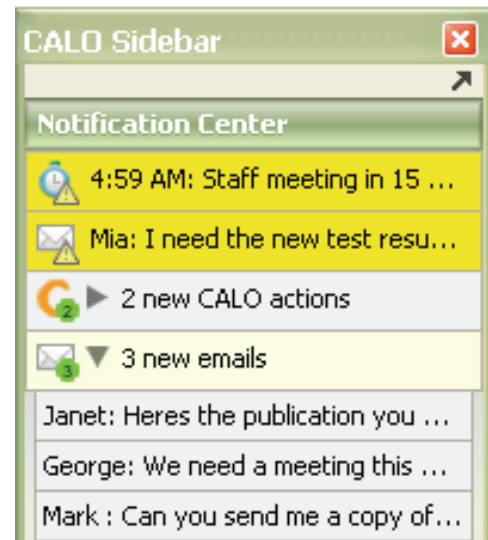 CALO Sidebar
Notification Center
4:59 AM: Staff meeting in 15 ...
Mia: I need the new test resu...
2
2 new CALO actions
3
3 new emails
Janet: Heres the publication you ...
George: We need a meeting this ...
Mark : Can you send me a copy of...